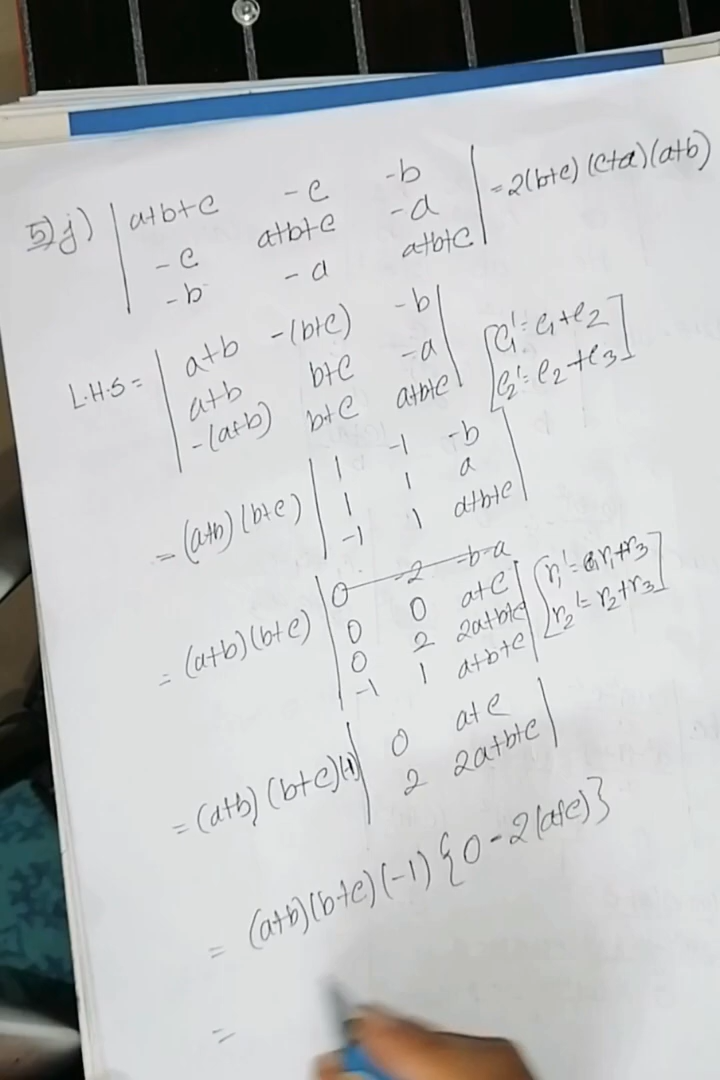 5) j) | a+b+c -c -b |
| -c a+b+c -a | = 2(b+c) (c+a) (a+b)
| -b -a a+b+c |
L.H.S = | a+b -(b+c) -b |
| a+b b+c -a | [c₁' = c₁+c₂
| -(a+b) b+c a+b+c | c₂' = c₂+c₃]
= (a+b) (b+c) | 1 -1 -b |
| 1 1 a |
| -1 1 a+b+c |
0 -2 -b-a
= (a+b) (b+c) | 0 0 a+c | [r₁' = r₁+r₃
| 0 2 2a+b+c | r₂' = r₂+r₃]
| -1 1 a+b+c |
= (a+b) (b+c) (-1) | 0 a+c |
| 2 2a+b+c |
= (a+b) (b+c) (-1) {0-2(a+c)}
=